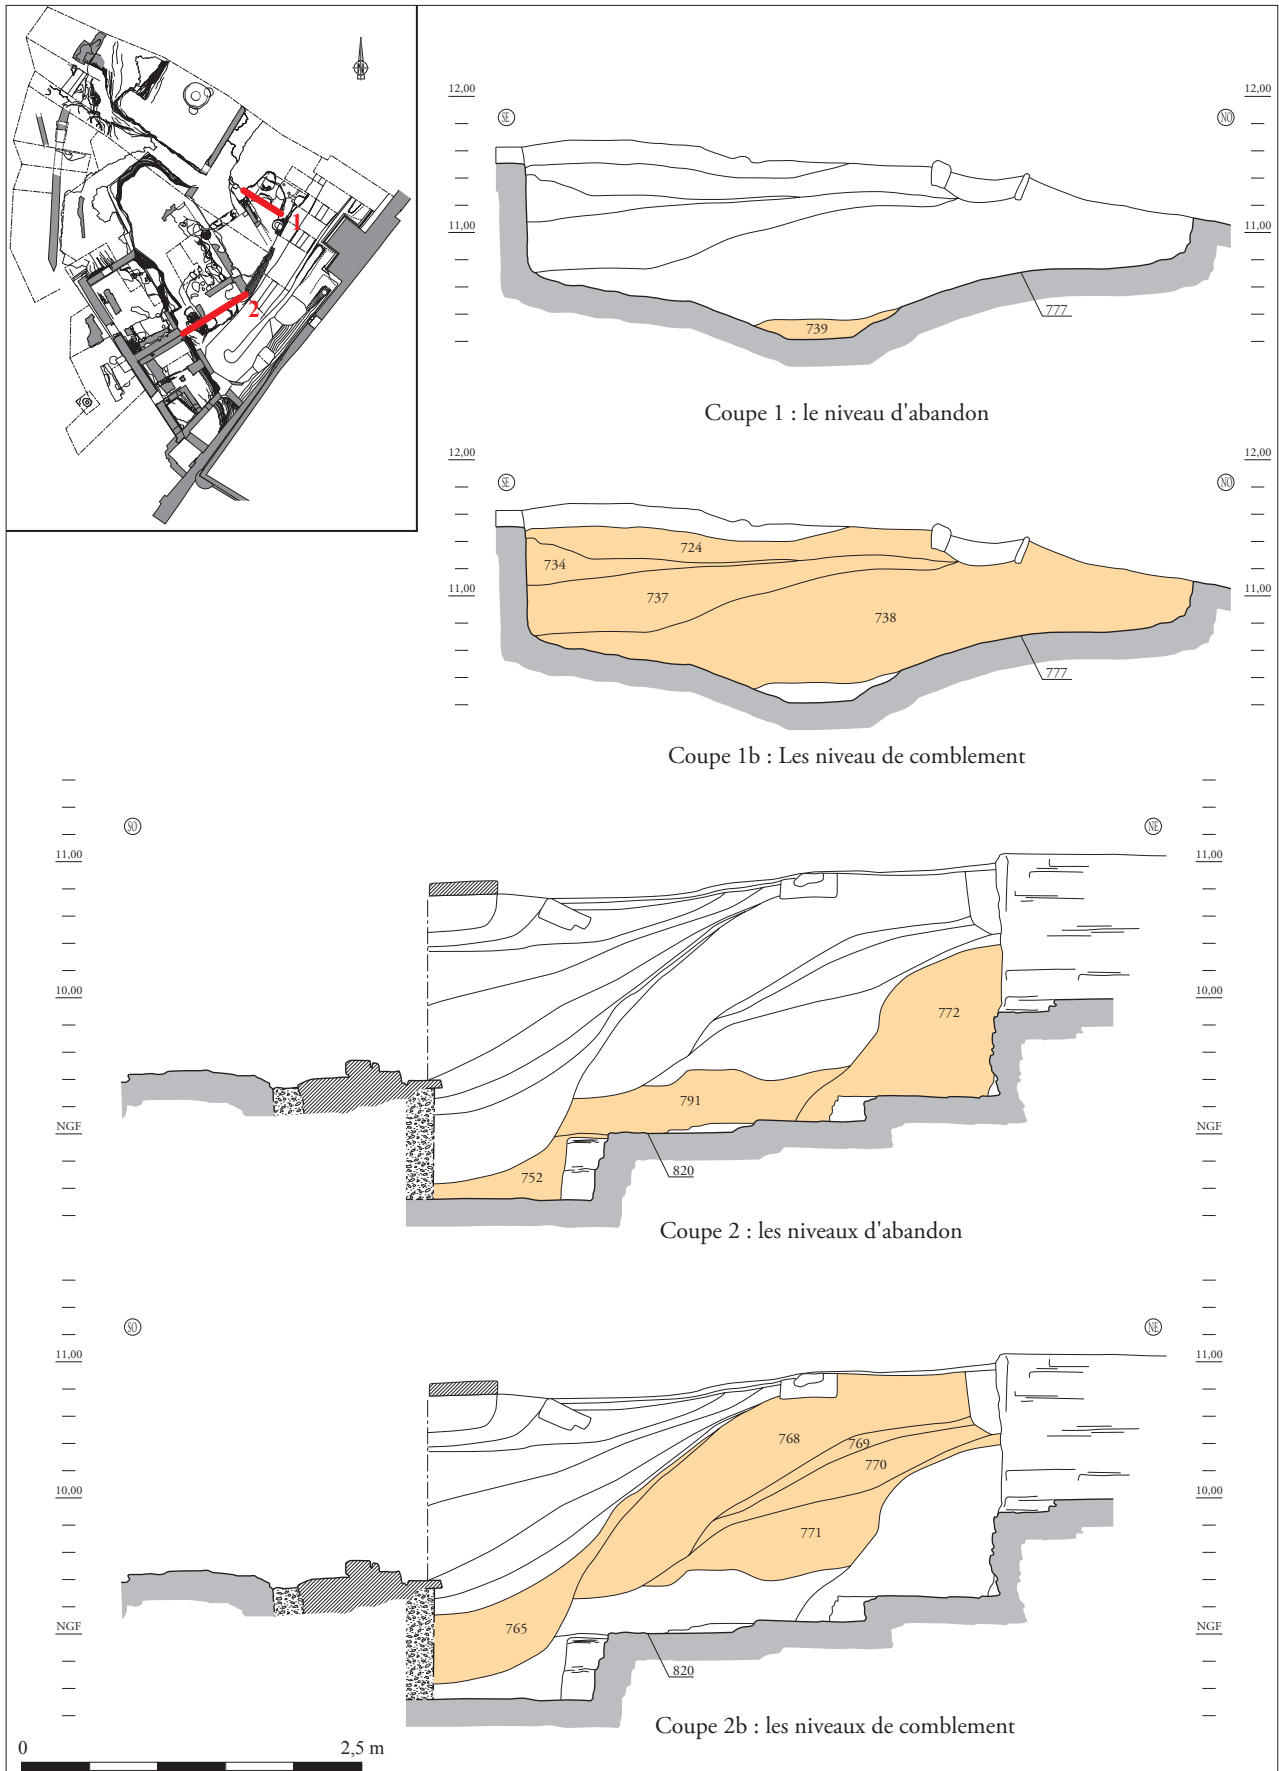 N
1
2
12,00
12,00
SE
NO
11,00
11,00
777
739
Coupe 1 : le niveau d'abandon
12,00
12,00
SE
NO
724
734
11,00
11,00
737
738
777
Coupe 1b : Les niveau de comblement
SO
NE
11,00
11,00
10,00
10,00
772
791
NGF
NGF
752
820
Coupe 2 : les niveaux d'abandon
SO
NE
11,00
11,00
768
769
770
10,00
10,00
771
765
NGF
NGF
820
Coupe 2b : les niveaux de comblement
0
2,5 m